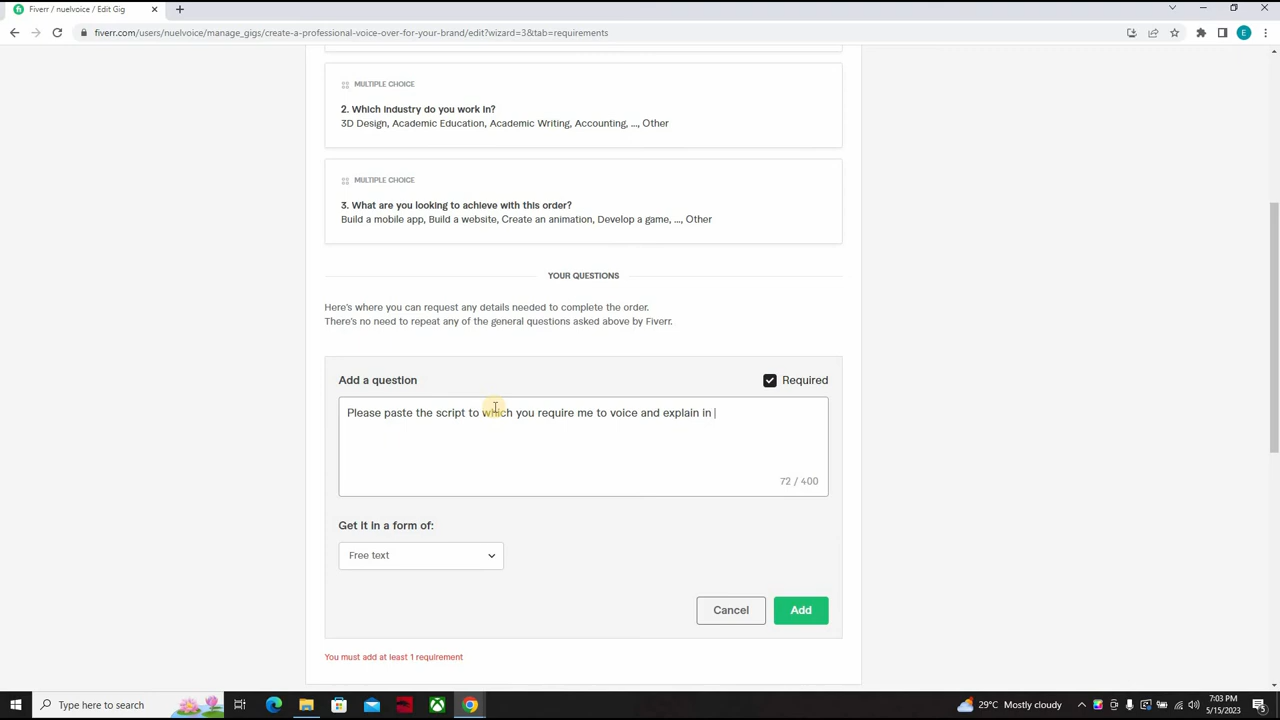 Fiverr / nuelvoice / Edit Gig
fiverr.com/users/nuelvoice/manage_gigs/create-a-professional-voice-over-for-your-brand/edit?wizard=3&tab=requirements
E
MULTIPLE CHOICE
2. Which industry do you work in?
3D Design, Academic Education, Academic Writing, Accounting, ..., Other
MULTIPLE CHOICE
3. What are you looking to achieve with this order?
Build a mobile app, Build a website, Create an animation, Develop a game, ..., Other
YOUR QUESTIONS
Here's where you can request any details needed to complete the order.
There's no need to repeat any of the general questions asked above by Fiverr.
Add a question
Required
Please paste the script to which you require me to voice and explain in
72 / 400
Get it in a form of:
Free text
Cancel
Add
You must add at least 1 requirement
Type here to search
29°C Mostly cloudy
7:03 PM
5/15/2023